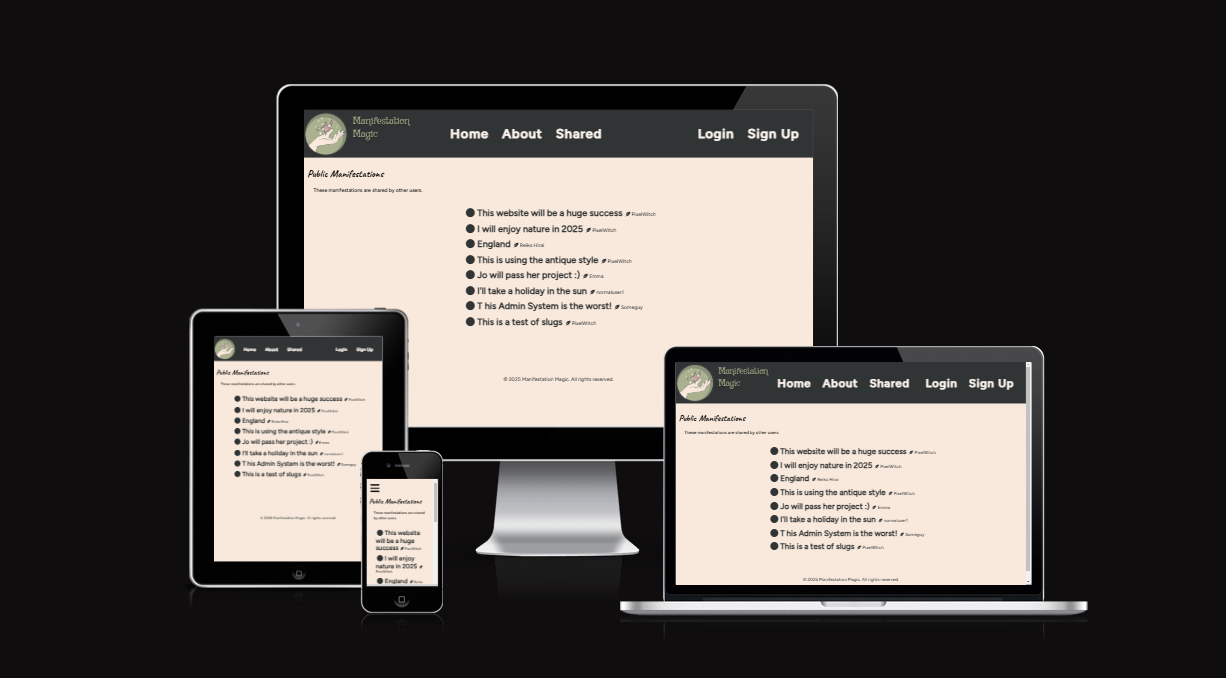 Manifestation
Magic
Home About Shared Login Sign Up
Public Manifestations
These manifestations are shared by other users.
This website will be a huge success PixelWitch
I will enjoy nature in 2025 PixelWitch
England Reiko Hirai
This is using the antique style PixelWitch
Jo will pass her project :) Emma
I'll take a holiday in the sun normaluser1
T his Admin System is the worst! Someguy
This is a test of slugs PixelWitch
© 2025 Manifestation Magic. All rights reserved.
Home About Shared Login Sign Up
Public Manifestations
These manifestations are shared by other users.
This website will be a huge success PixelWitch
I will enjoy nature in 2025 PixelWitch
England Reiko Hirai
This is using the antique style PixelWitch
Jo will pass her project :) Emma
I'll take a holiday in the sun normaluser1
T his Admin System is the worst! Someguy
This is a test of slugs PixelWitch
© 2025 Manifestation Magic. All rights reserved.
Public Manifestations
These manifestations are shared
by other users.
This website
will be a huge
success PixelWitch
I will enjoy
nature in 2025
PixelWitch
England Reiko
Manifestation
Magic
Home About Shared Login Sign Up
Public Manifestations
These manifestations are shared by other users.
This website will be a huge success PixelWitch
I will enjoy nature in 2025 PixelWitch
England Reiko Hirai
This is using the antique style PixelWitch
Jo will pass her project :) Emma
I'll take a holiday in the sun normaluser1
T his Admin System is the worst! Someguy
This is a test of slugs PixelWitch
© 2025 Manifestation Magic. All rights reserved.